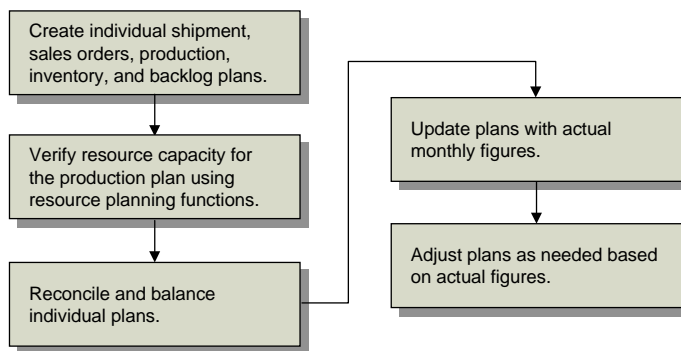 Create individual shipment,
sales orders, production,
inventory, and backlog plans.
Verify resource capacity for
the production plan using
resource planning functions.
Reconcile and balance
individual plans.
Update plans with actual
monthly figures.
Adjust plans as needed based
on actual figures.